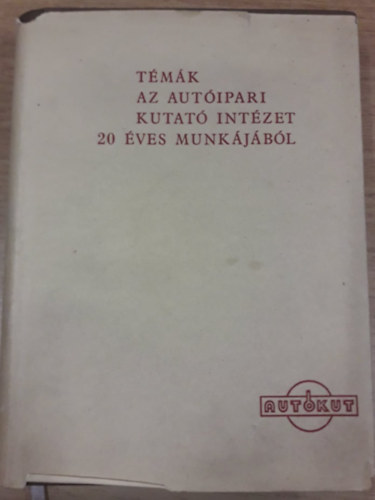 TÉMÁK
AZ AUTÓIPARI
KUTATÓ INTÉZET
20 ÉVES MUNKÁJÁBÓL
AUTÓKUT